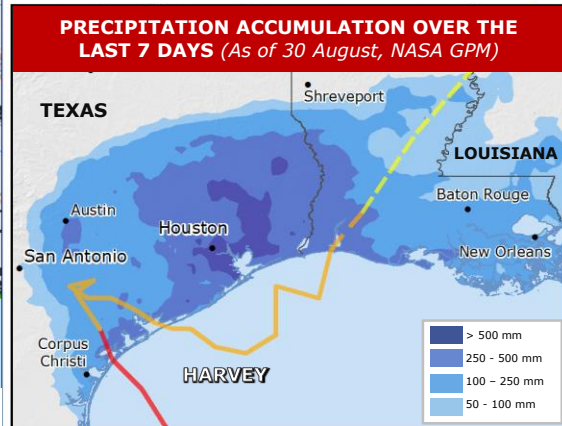 PRECIPITATION ACCUMULATION OVER THE
LAST 7 DAYS (As of 30 August, NASA GPM)
Shreveport
TEXAS
LOUISIANA
Baton Rouge
Austin
Houston
New Orleans
San Antonio
Corpus
Christi
HARVEY
> 500 mm
250 - 500 mm
100 – 250 mm
50 - 100 mm